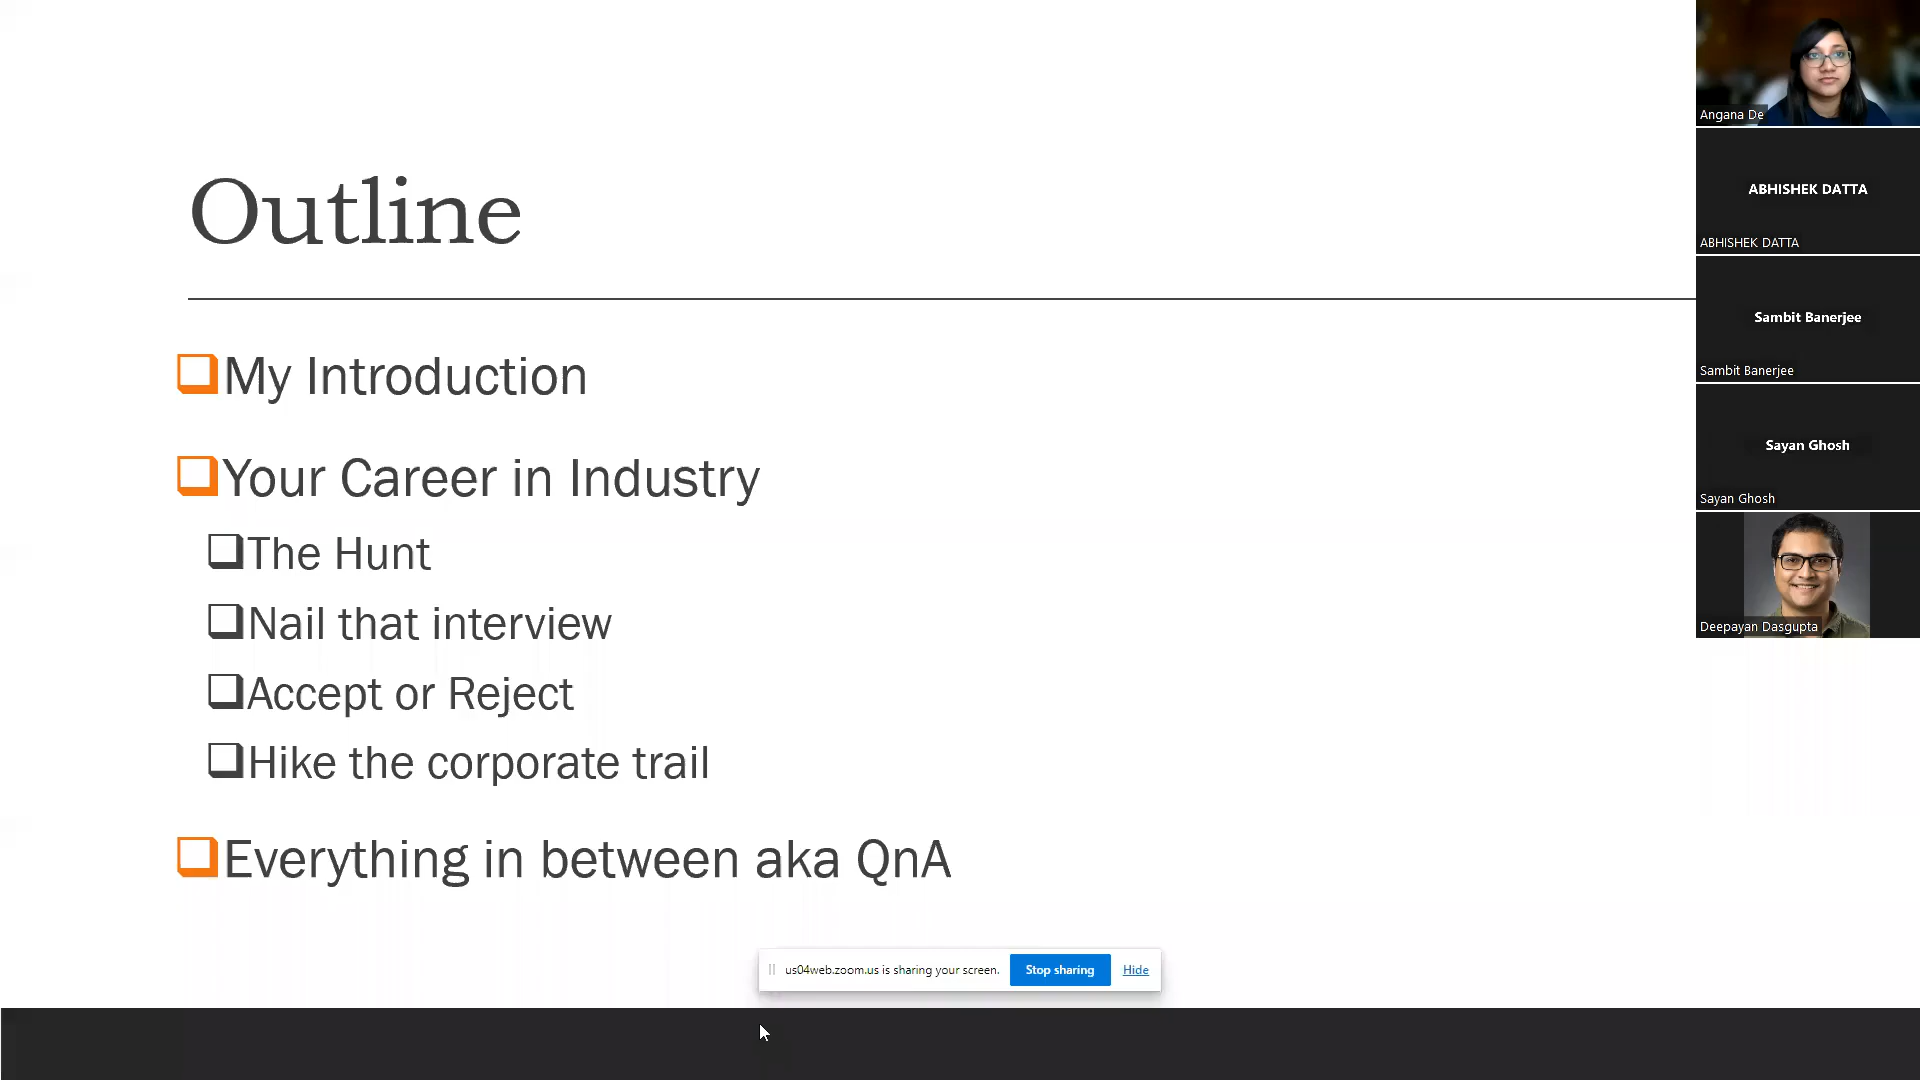 Outline
My Introduction
Your Career in Industry
The Hunt
Nail that interview
Accept or Reject
Hike the corporate trail
Everything in between aka QnA
us04web.zoom.us is sharing your screen. Stop sharing Hide
Angana De
ABHISHEK DATTA
ABHISHEK DATTA
Sambit Banerjee
Sambit Banerjee
Sayan Ghosh
Sayan Ghosh
Deepayan Dasgupta